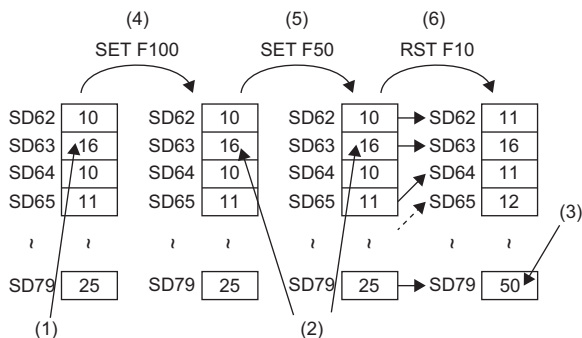 (4) (5) (6)
SET F100 SET F50 RST F10
SD62 10 SD62 10 SD62 10 SD62 11
SD63 16 SD63 16 SD63 16 SD63 16
SD64 10 SD64 10 SD64 10 SD64 11
SD65 11 SD65 11 SD65 11 SD65 12
(3)
~ ~ ~ ~ ~ ~ ~ ~
SD79 25 SD79 25 SD79 25 SD79 50
(1) (2)